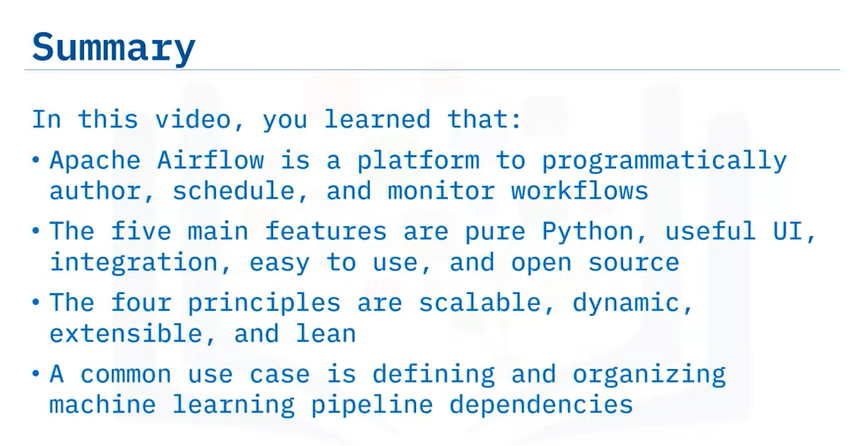 Summary
In this video, you learned that:
• Apache Airflow is a platform to programmatically
author, schedule, and monitor workflows
• The five main features are pure Python, useful UI,
integration, easy to use, and open source
• The four principles are scalable, dynamic,
extensible, and lean
• A common use case is defining and organizing
machine learning pipeline dependencies